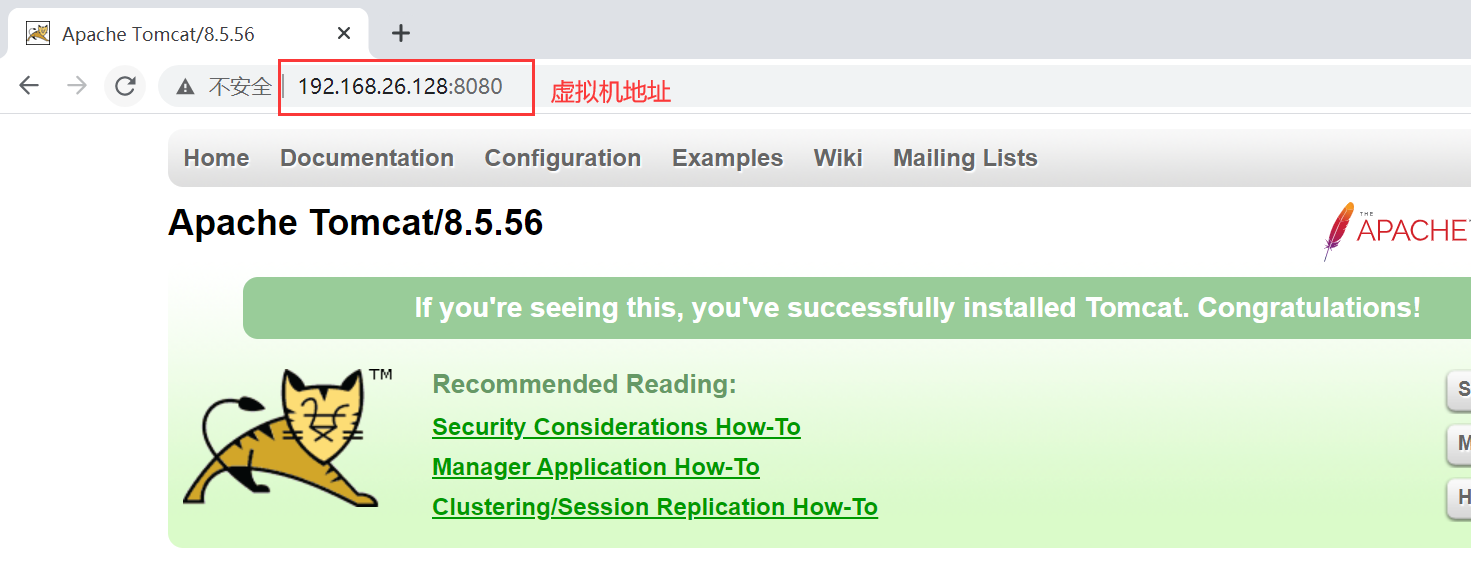 Apache Tomcat/8.5.56
不安全 192.168.26.128:8080 虚拟机地址
Home Documentation Configuration Examples Wiki Mailing Lists
Apache Tomcat/8.5.56
THE
APACHE
If you're seeing this, you've successfully installed Tomcat. Congratulations!
TM
Recommended Reading:
Security Considerations How-To
Manager Application How-To
Clustering/Session Replication How-To
S
M
H